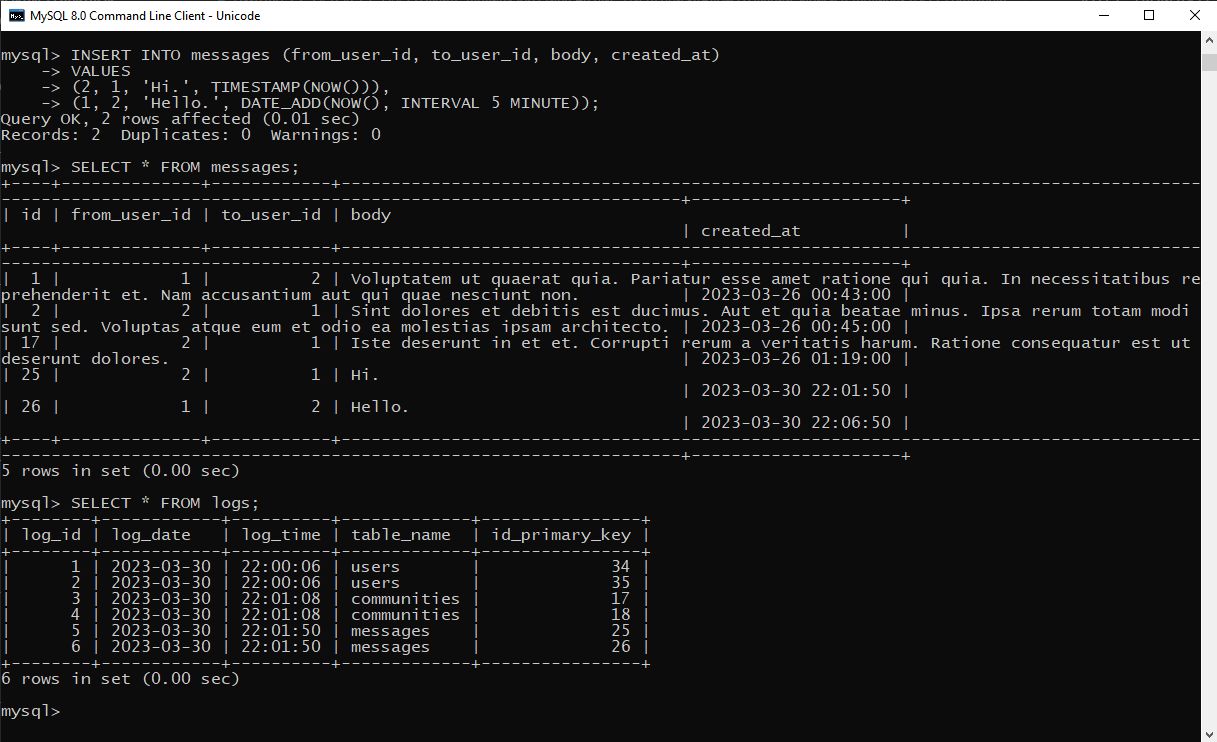 MySQL 8.0 Command Line Client - Unicode
mysql> INSERT INTO messages (from_user_id, to_user_id, body, created_at)
    -> VALUES
    -> (2, 1, 'Hi.', TIMESTAMP(NOW())),
    -> (1, 2, 'Hello.', DATE_ADD(NOW(), INTERVAL 5 MINUTE));
Query OK, 2 rows affected (0.01 sec)
Records: 2  Duplicates: 0  Warnings: 0
mysql> SELECT * FROM messages;
+----+--------------+------------+--------------------------------------------------------------------------------------
--------------------------------------------------------------------+---------------------+
| id | from_user_id | to_user_id | body
                                                                    | created_at          |
+----+--------------+------------+--------------------------------------------------------------------------------------
--------------------------------------------------------------------+---------------------+
|  1 |            1 |          2 | Voluptatem ut quaerat quia. Pariatur esse amet ratione qui quia. In necessitatibus re
prehenderit et. Nam accusantium aut qui quae nesciunt non.          | 2023-03-26 00:43:00 |
|  2 |            2 |          1 | Sint dolores et debitis est ducimus. Aut et quia beatae minus. Ipsa rerum totam modi
sunt sed. Voluptas atque eum et odio ea molestias ipsam architecto. | 2023-03-26 00:45:00 |
| 17 |            2 |          1 | Iste deserunt in et et. Corrupti rerum a veritatis harum. Ratione consequatur est ut
deserunt dolores.                                                   | 2023-03-26 01:19:00 |
| 25 |            2 |          1 | Hi.
                                                                    | 2023-03-30 22:01:50 |
| 26 |            1 |          2 | Hello.
                                                                    | 2023-03-30 22:06:50 |
+----+--------------+------------+--------------------------------------------------------------------------------------
--------------------------------------------------------------------+---------------------+
5 rows in set (0.00 sec)
mysql> SELECT * FROM logs;
+--------+------------+----------+-------------+----------------+
| log_id | log_date   | log_time | table_name  | id_primary_key |
+--------+------------+----------+-------------+----------------+
|      1 | 2023-03-30 | 22:00:06 | users       |             34 |
|      2 | 2023-03-30 | 22:00:06 | users       |             35 |
|      3 | 2023-03-30 | 22:01:08 | communities |             17 |
|      4 | 2023-03-30 | 22:01:08 | communities |             18 |
|      5 | 2023-03-30 | 22:01:50 | messages    |             25 |
|      6 | 2023-03-30 | 22:01:50 | messages    |             26 |
+--------+------------+----------+-------------+----------------+
6 rows in set (0.00 sec)
mysql>